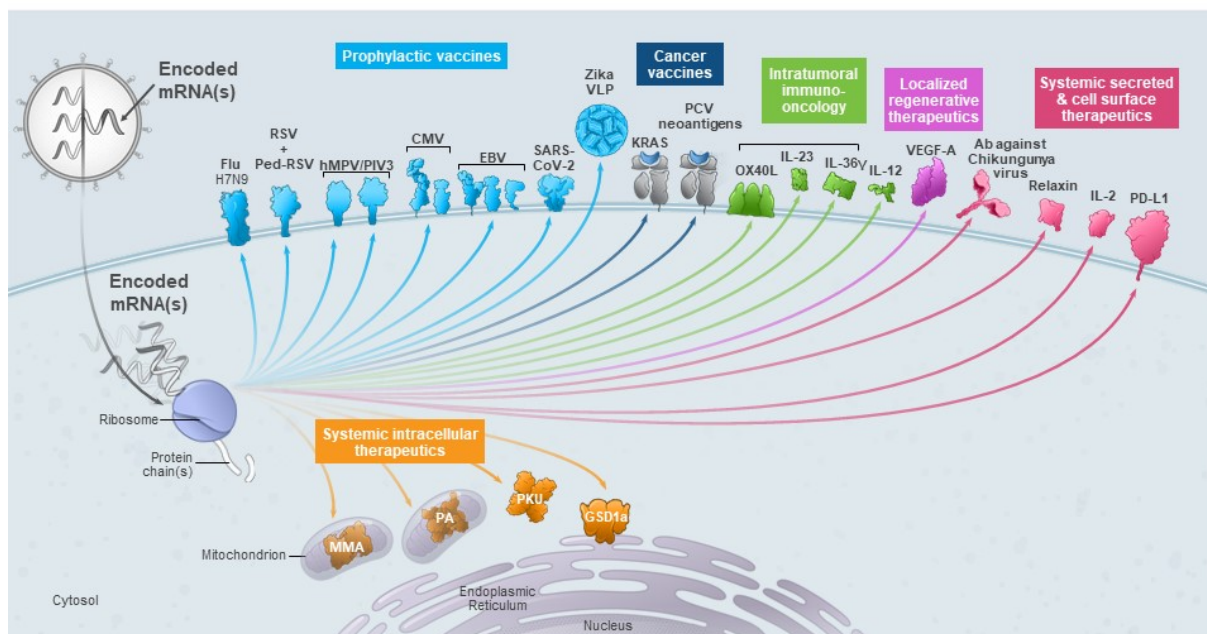 Encoded
mRNA(s)
Prophylactic vaccines
Cancer
vaccines
Intratumoral
immuno-
oncology
Localized
regenerative
therapeutics
Systemic secreted
& cell surface
therapeutics
Flu
H7N9
RSV
+
Ped-RSV
hMPV/PIV3
CMV
EBV
SARS-
CoV-2
Zika
VLP
KRAS
PCV
neoantigens
OX40L
IL-23
IL-36γ
IL-12
VEGF-A
Ab against
Chikungunya
virus
Relaxin
IL-2
PD-L1
Encoded
mRNA(s)
Ribosome
Protein
chain(s)
Systemic intracellular
therapeutics
MMA
PA
PKU
GSD1a
Mitochondrion
Endoplasmic
Reticulum
Nucleus
Cytosol